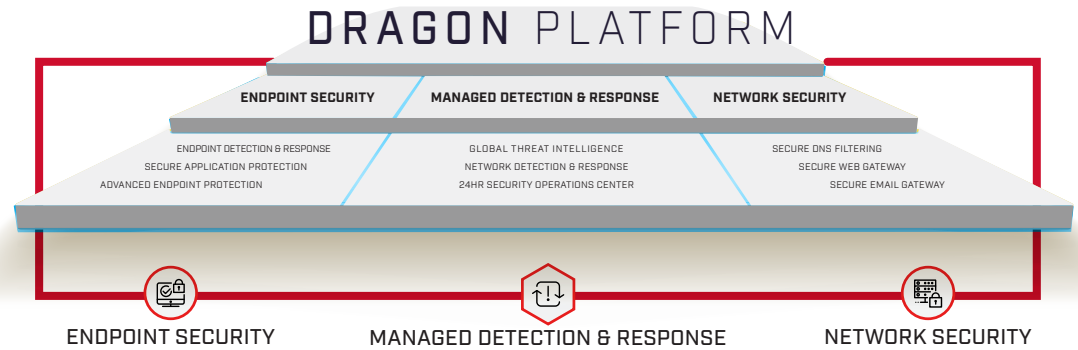 DRAGON PLATFORM
ENDPOINT SECURITY
MANAGED DETECTION & RESPONSE
NETWORK SECURITY
ENDPOINT DETECTION & RESPONSE
SECURE APPLICATION PROTECTION
ADVANCED ENDPOINT PROTECTION
GLOBAL THREAT INTELLIGENCE
NETWORK DETECTION & RESPONSE
24HR SECURITY OPERATIONS CENTER
SECURE DNS FILTERING
SECURE WEB GATEWAY
SECURE EMAIL GATEWAY
ENDPOINT SECURITY
MANAGED DETECTION & RESPONSE
NETWORK SECURITY